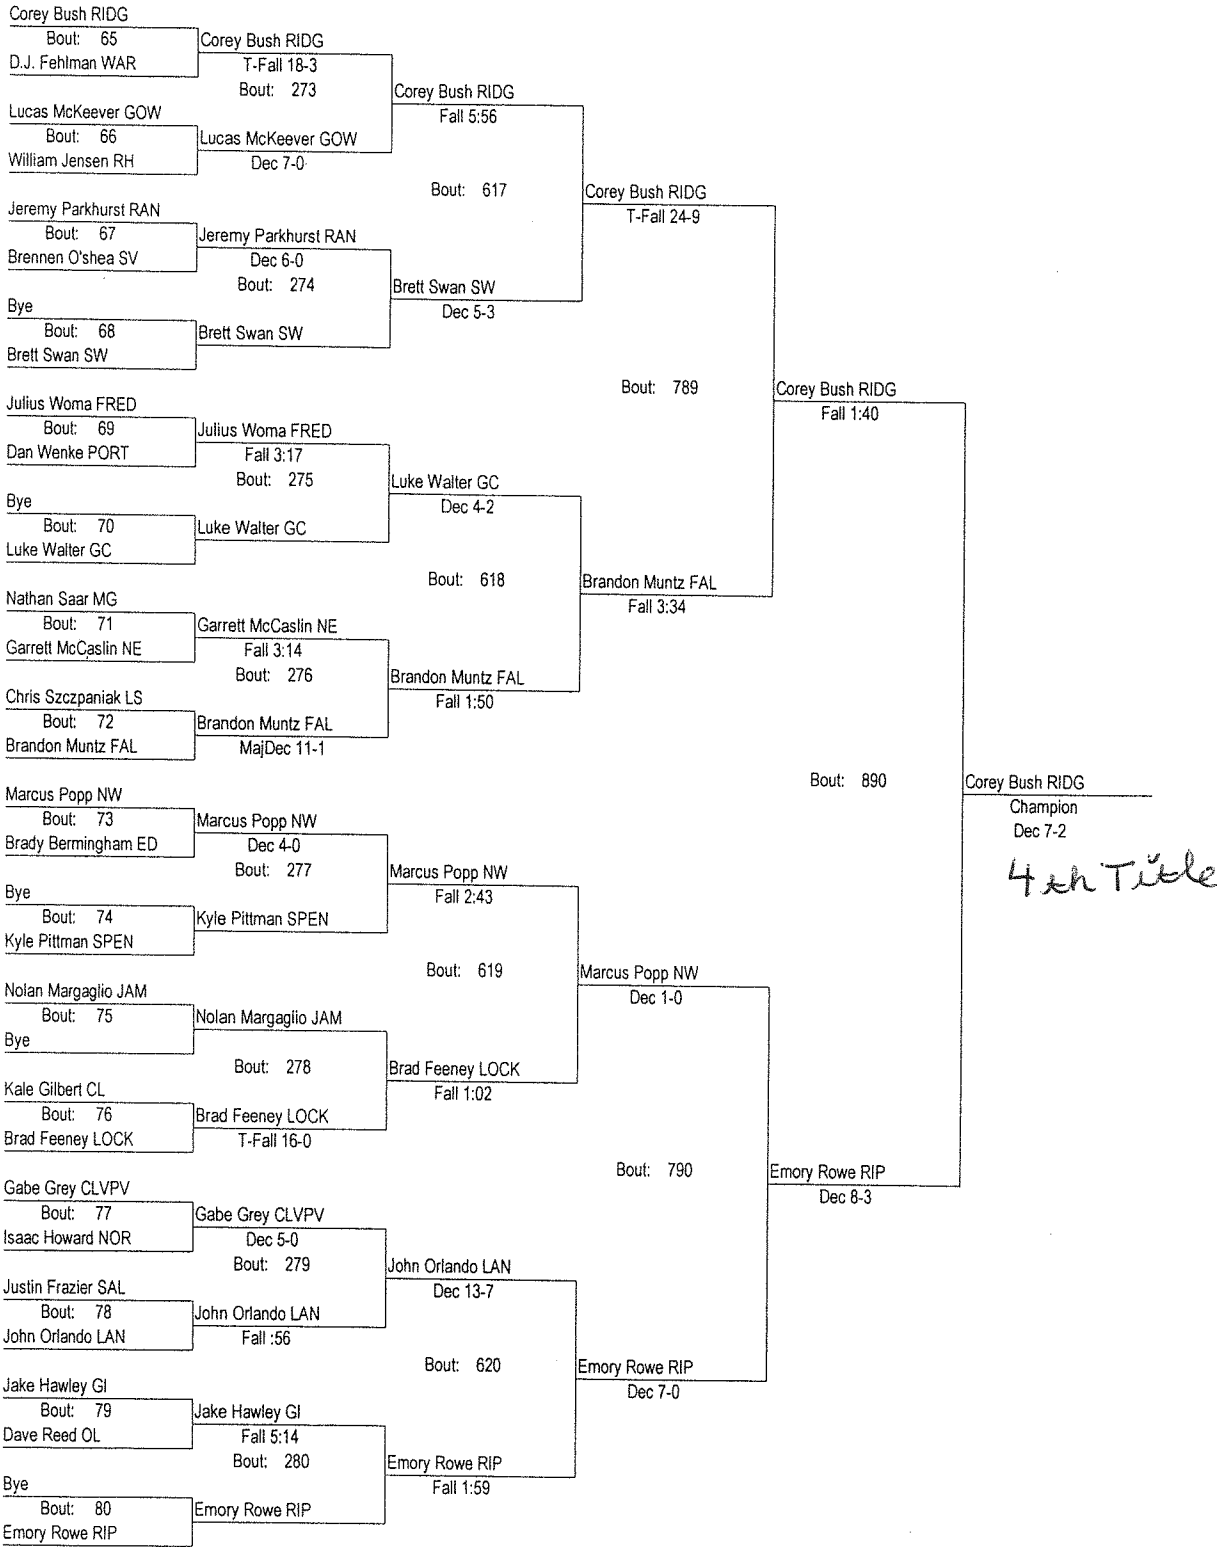 Corey Bush RIDG
Bout: 65
D.J. Fehlman WAR
Corey Bush RIDG
T-Fall 18-3
Bout: 273
Lucas McKeever GOW
Bout: 66
William Jensen RH
Lucas McKeever GOW
Dec 7-0
Corey Bush RIDG
Fall 5:56
Bout: 617
Jeremy Parkhurst RAN
Bout: 67
Brennen O'shea SV
Jeremy Parkhurst RAN
Dec 6-0
Bout: 274
Bye
Bout: 68
Brett Swan SW
Brett Swan SW
Brett Swan SW
Dec 5-3
Corey Bush RIDG
T-Fall 24-9
Bout: 789
Julius Woma FRED
Bout: 69
Dan Wenke PORT
Julius Woma FRED
Fall 3:17
Bout: 275
Bye
Bout: 70
Luke Walter GC
Luke Walter GC
Luke Walter GC
Dec 4-2
Bout: 618
Nathan Saar MG
Bout: 71
Garrett McCaslin NE
Garrett McCaslin NE
Fall 3:14
Bout: 276
Chris Szczpaniak LS
Bout: 72
Brandon Muntz FAL
Brandon Muntz FAL
MajDec 11-1
Brandon Muntz FAL
Fall 1:50
Brandon Muntz FAL
Fall 3:34
Corey Bush RIDG
Fall 1:40
Bout: 890
Corey Bush RIDG
Champion
Dec 7-2
4th Title
Marcus Popp NW
Bout: 73
Brady Bermingham ED
Marcus Popp NW
Dec 4-0
Bout: 277
Bye
Bout: 74
Kyle Pittman SPEN
Kyle Pittman SPEN
Marcus Popp NW
Fall 2:43
Bout: 619
Nolan Margaglio JAM
Bout: 75
Bye
Nolan Margaglio JAM
Bout: 278
Kale Gilbert CL
Bout: 76
Brad Feeney LOCK
Brad Feeney LOCK
T-Fall 16-0
Brad Feeney LOCK
Fall 1:02
Marcus Popp NW
Dec 1-0
Bout: 790
Gabe Grey CLVPV
Bout: 77
Isaac Howard NOR
Gabe Grey CLVPV
Dec 5-0
Bout: 279
Justin Frazier SAL
Bout: 78
John Orlando LAN
John Orlando LAN
Fall :56
John Orlando LAN
Dec 13-7
Bout: 620
Jake Hawley GI
Bout: 79
Dave Reed OL
Jake Hawley GI
Fall 5:14
Bout: 280
Bye
Bout: 80
Emory Rowe RIP
Emory Rowe RIP
Emory Rowe RIP
Fall 1:59
Emory Rowe RIP
Dec 7-0
Emory Rowe RIP
Dec 8-3